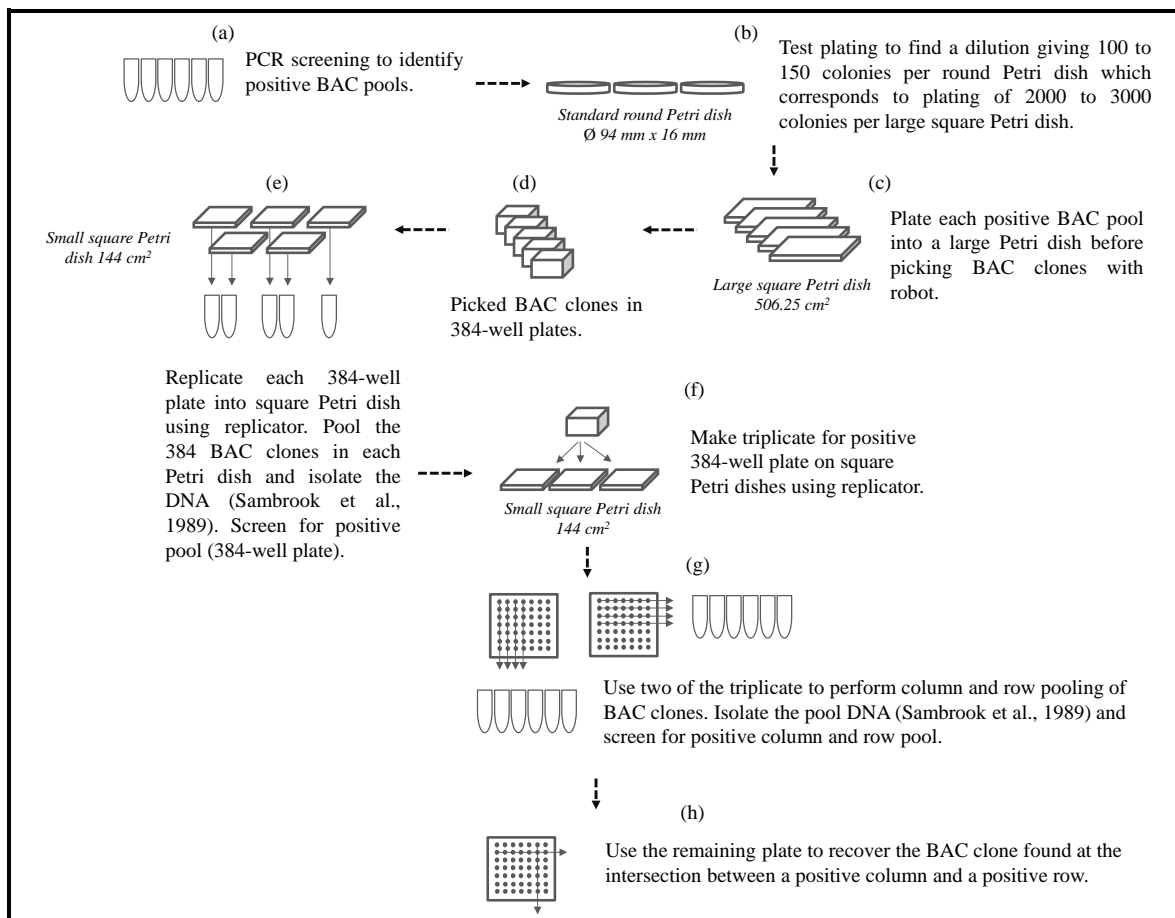 (a)
PCR screening to identify
positive BAC pools.
(b)
Standard round Petri dish
Ø 94 mm x 16 mm
Test plating to find a dilution giving 100 to
150 colonies per round Petri dish which
corresponds to plating of 2000 to 3000
colonies per large square Petri dish.
(c)
Large square Petri dish
506.25 cm²
Plate each positive BAC pool
into a large Petri dish before
picking BAC clones with
robot.
(d)
Picked BAC clones in
384-well plates.
(e)
Small square Petri
dish 144 cm²
Replicate each 384-well
plate into square Petri dish
using replicator. Pool the
384 BAC clones in each
Petri dish and isolate the
DNA (Sambrook et al.,
1989). Screen for positive
pool (384-well plate).
(f)
Small square Petri dish
144 cm²
Make triplicate for positive
384-well plate on square
Petri dishes using replicator.
(g)
Use two of the triplicate to perform column and row pooling of
BAC clones. Isolate the pool DNA (Sambrook et al., 1989) and
screen for positive column and row pool.
(h)
Use the remaining plate to recover the BAC clone found at the
intersection between a positive column and a positive row.